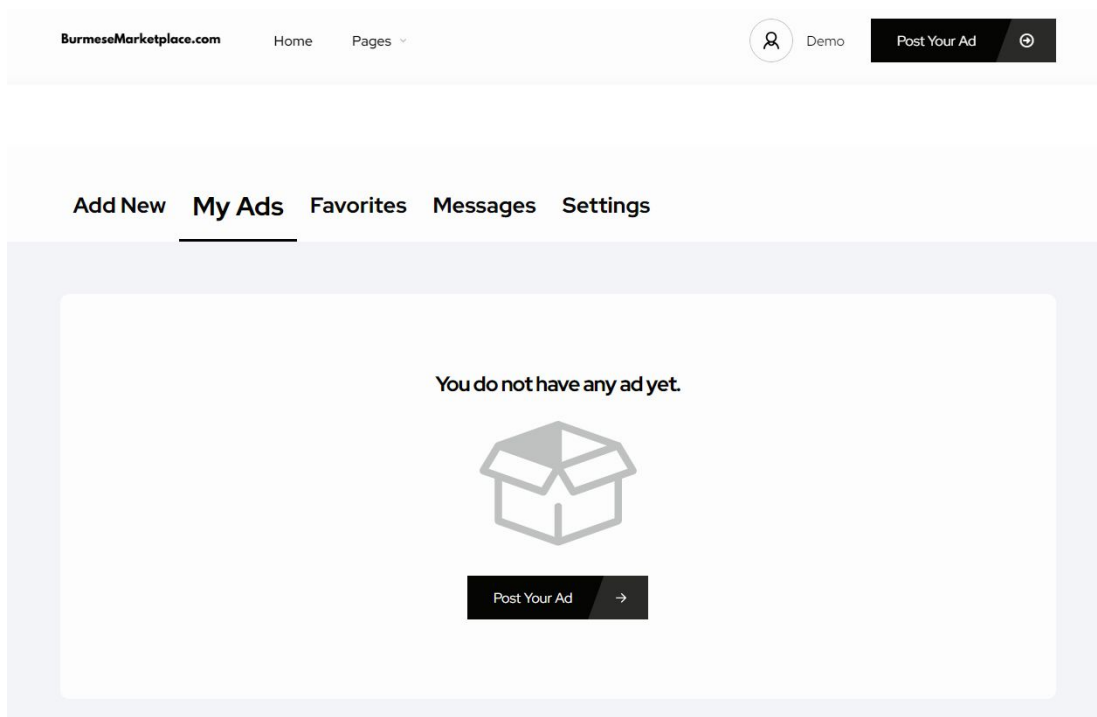 BurmeseMarketplace.com Home Pages Demo Post Your Ad
Add New My Ads Favorites Messages Settings
You do not have any ad yet.
Post Your Ad